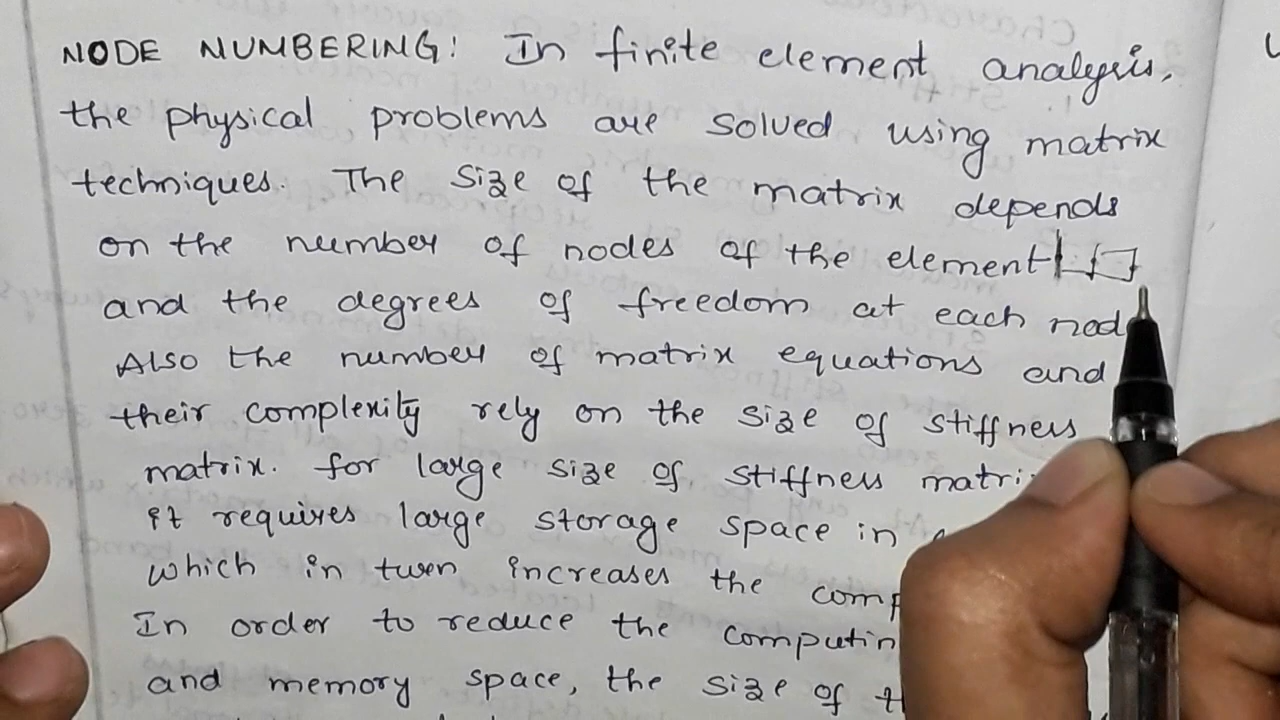 NODE NUMBERING: In finite element analysis,
the physical problems are solved using matrix
techniques. The size of the matrix depends
on the number of nodes of the element
and the degrees of freedom at each
Also the number of matrix equations and
their complexity rely on the size of stiffness
matrix. for large size of stiffness
it requires large storage space in
which in turn increases the
In order to reduce the
and memory space, the size of